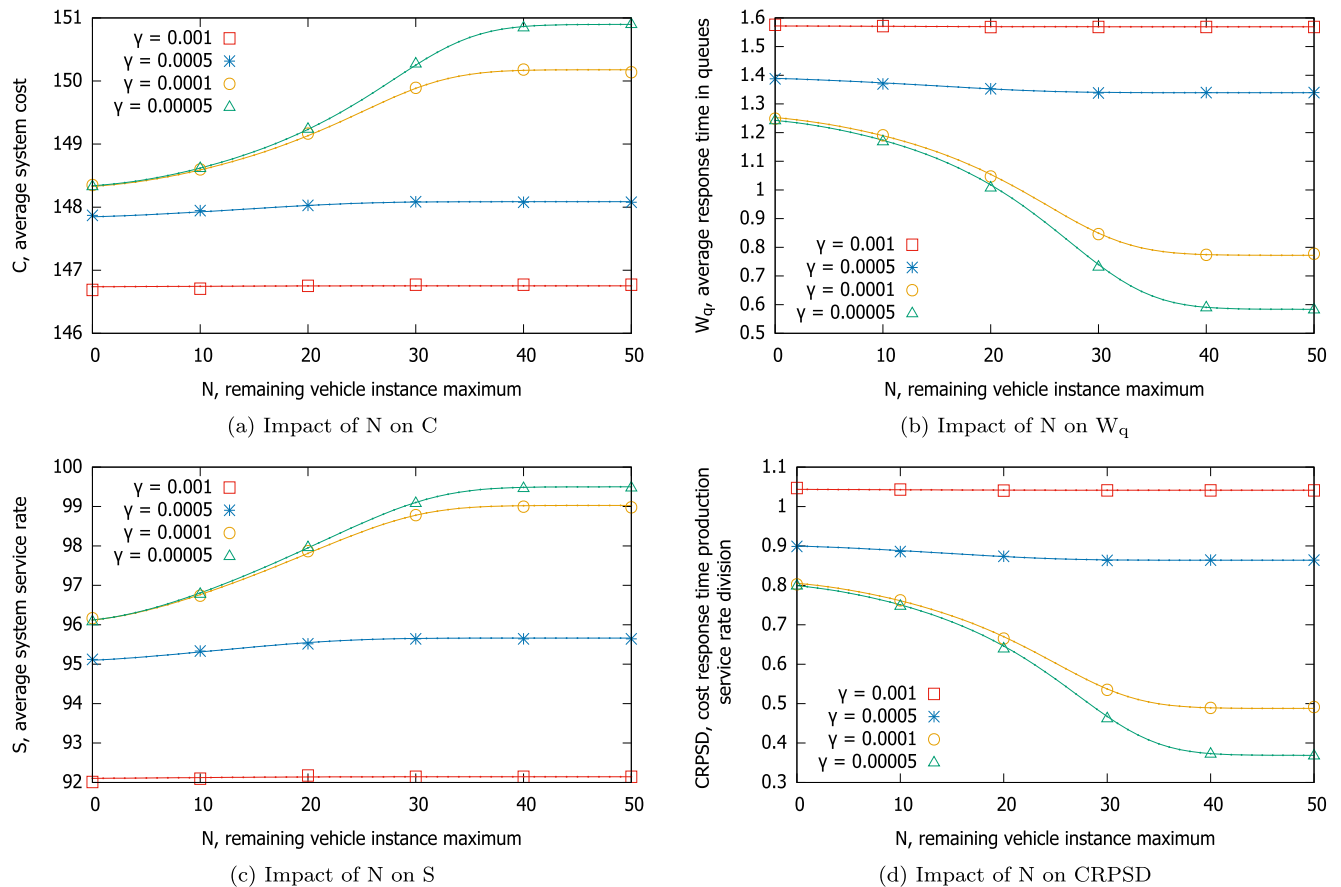 151
150
149
148
147
146
0
10
20
30
40
50
C, average system cost
γ = 0.001
γ = 0.0005
γ = 0.0001
γ = 0.00005
N, remaining vehicle instance maximum
(a) Impact of N on C
1.6
1.5
1.4
1.3
1.2
1.1
1
0.9
0.8
0.7
0.6
0.5
0
10
20
30
40
50
Wq, average response time in queues
γ = 0.001
γ = 0.0005
γ = 0.0001
γ = 0.00005
N, remaining vehicle instance maximum
(b) Impact of N on Wq
100
99
98
97
96
95
94
93
92
0
10
20
30
40
50
S, average system service rate
γ = 0.001
γ = 0.0005
γ = 0.0001
γ = 0.00005
N, remaining vehicle instance maximum
(c) Impact of N on S
1.1
1
0.9
0.8
0.7
0.6
0.5
0.4
0.3
0
10
20
30
40
50
CRPSD, cost response time production
service rate division
γ = 0.001
γ = 0.0005
γ = 0.0001
γ = 0.00005
N, remaining vehicle instance maximum
(d) Impact of N on CRPSD